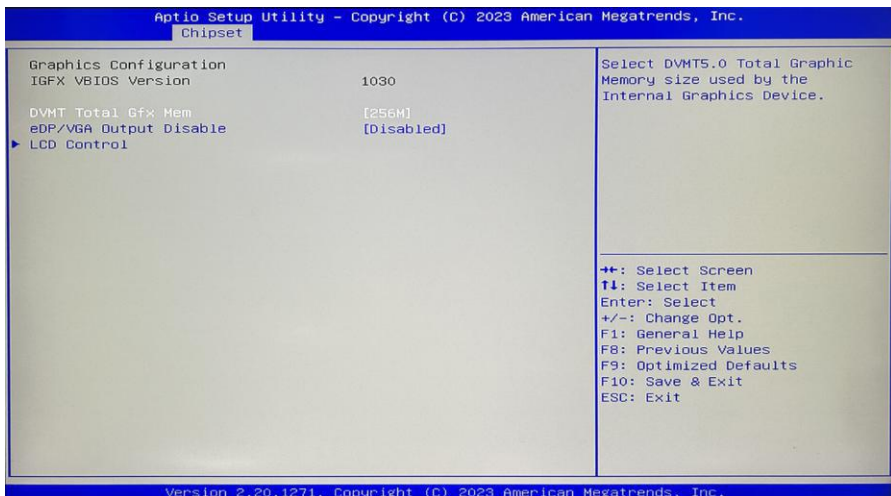 Aptio Setup Utility – Copyright (C) 2023 American Megatrends, Inc.
Chipset
Graphics Configuration
IGFX VBIOS Version 1030
DVMT Total Gfx Mem [256M]
eDP/VGA Output Disable [Disabled]
► LCD Control
Select DVMT5.0 Total Graphic
Memory size used by the
Internal Graphics Device.
→←: Select Screen
↑↓: Select Item
Enter: Select
+/-: Change Opt.
F1: General Help
F8: Previous Values
F9: Optimized Defaults
F10: Save & Exit
ESC: Exit
Version 2.20.1271. Copyright (C) 2023 American Megatrends, Inc.